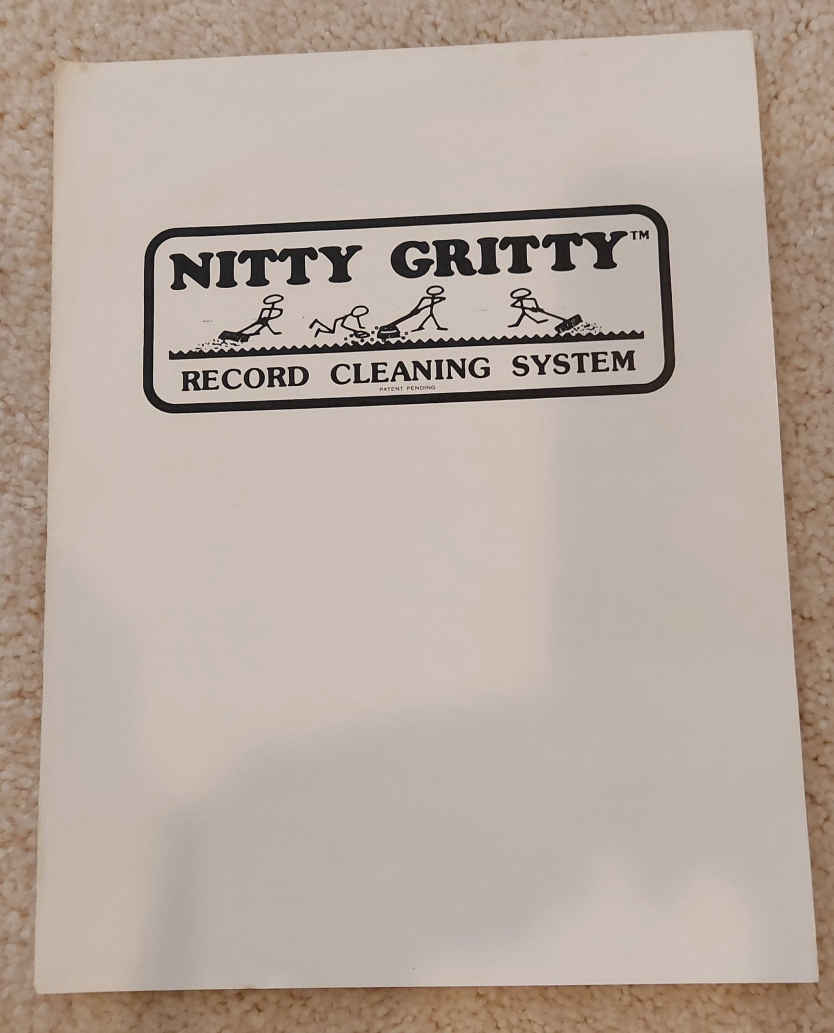 NITTY GRITTY™
RECORD CLEANING SYSTEM
PATENT PENDING